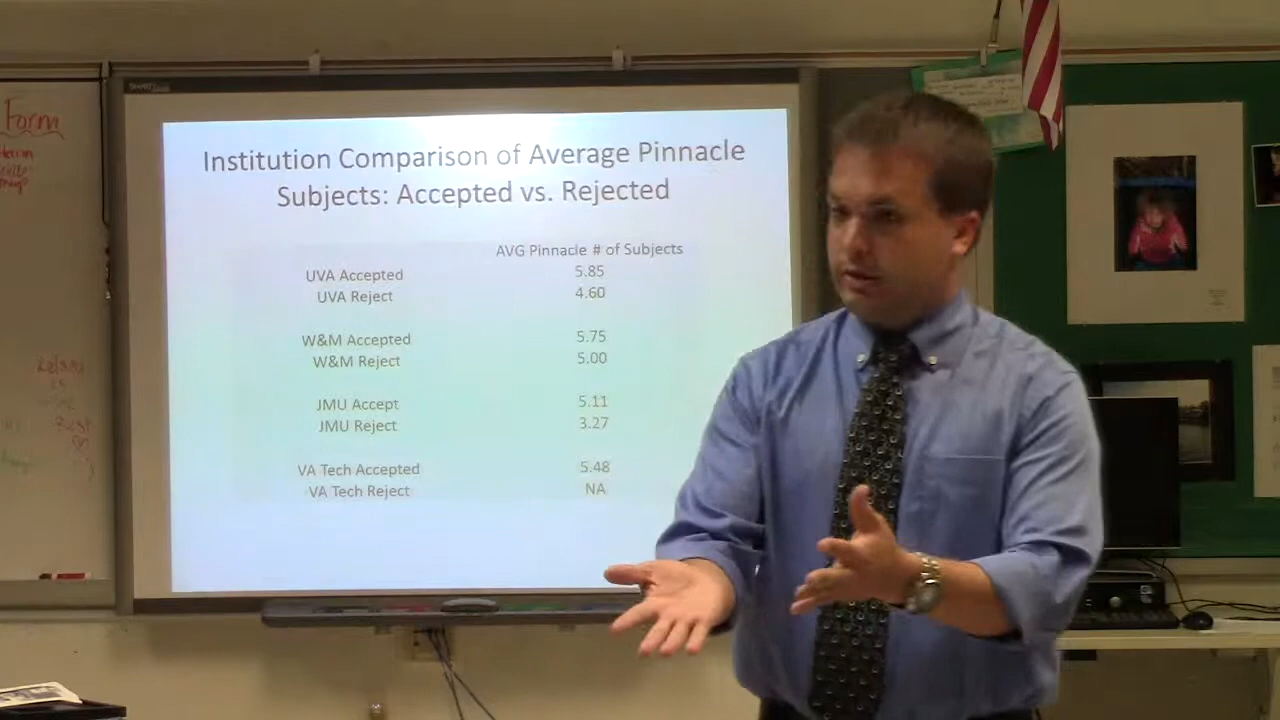 Form
Institution Comparison of Average Pinnacle
Subjects: Accepted vs. Rejected
AVG Pinnacle # of Subjects
UVA Accepted 5.85
UVA Reject 4.60
W&M Accepted 5.75
W&M Reject 5.00
JMU Accept 5.11
JMU Reject 3.27
VA Tech Accepted 5.48
VA Tech Reject NA